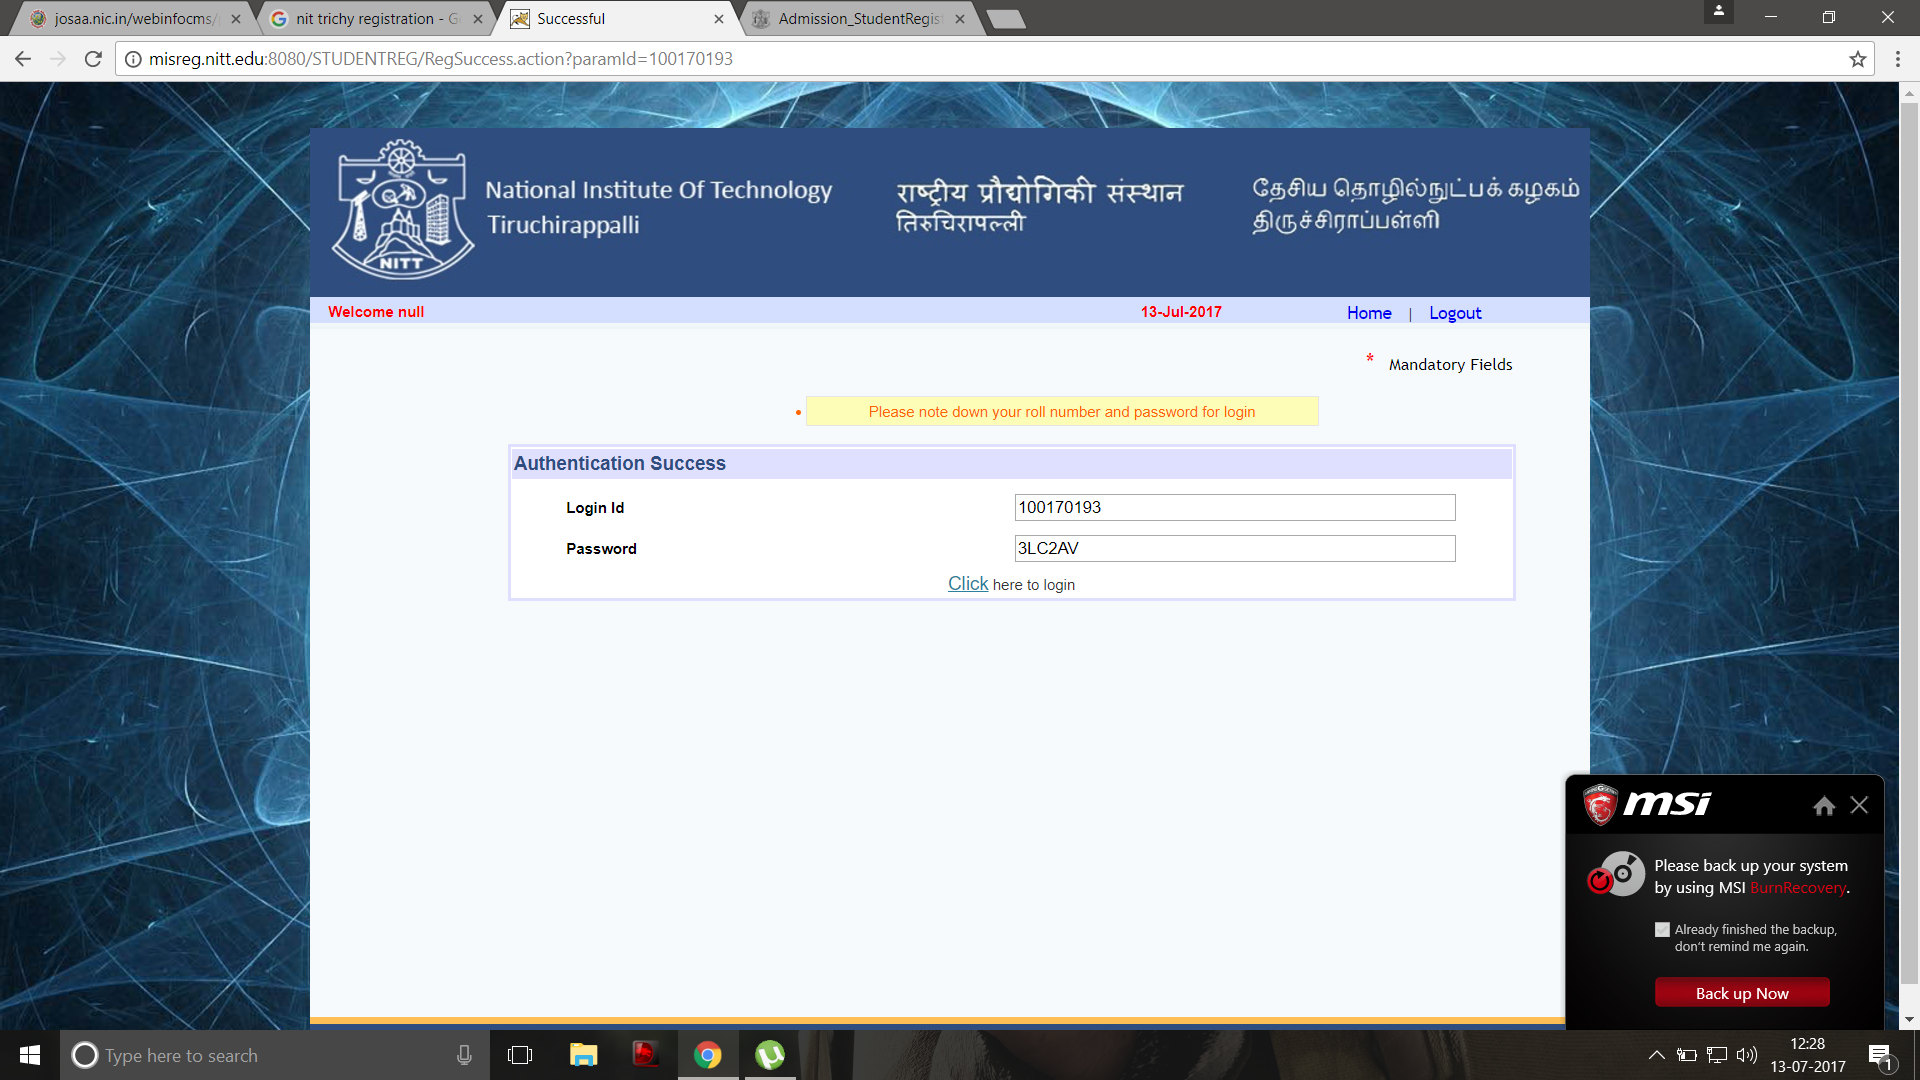 josaa.nic.in/webinfocms/
nit trichy registration - G
Successful
Admission_StudentRegist
misreg.nitt.edu:8080/STUDENTREG/RegSuccess.action?paramId=100170193
NITT
National Institute Of Technology
Tiruchirappalli
राष्ट्रीय प्रौद्योगिकी संस्थान
तिरुचिरापल्ली
தேசிய தொழில்நுட்பக் கழகம்
திருச்சிராப்பள்ளி
Welcome null
13-Jul-2017
Home | Logout
* Mandatory Fields
Please note down your roll number and password for login
Authentication Success
Login Id 100170193
Password 3LC2AV
Click here to login
msi
Please back up your system
by using MSI BurnRecovery.
Already finished the backup,
don't remind me again.
Back up Now
Type here to search
12:28
13-07-2017
1